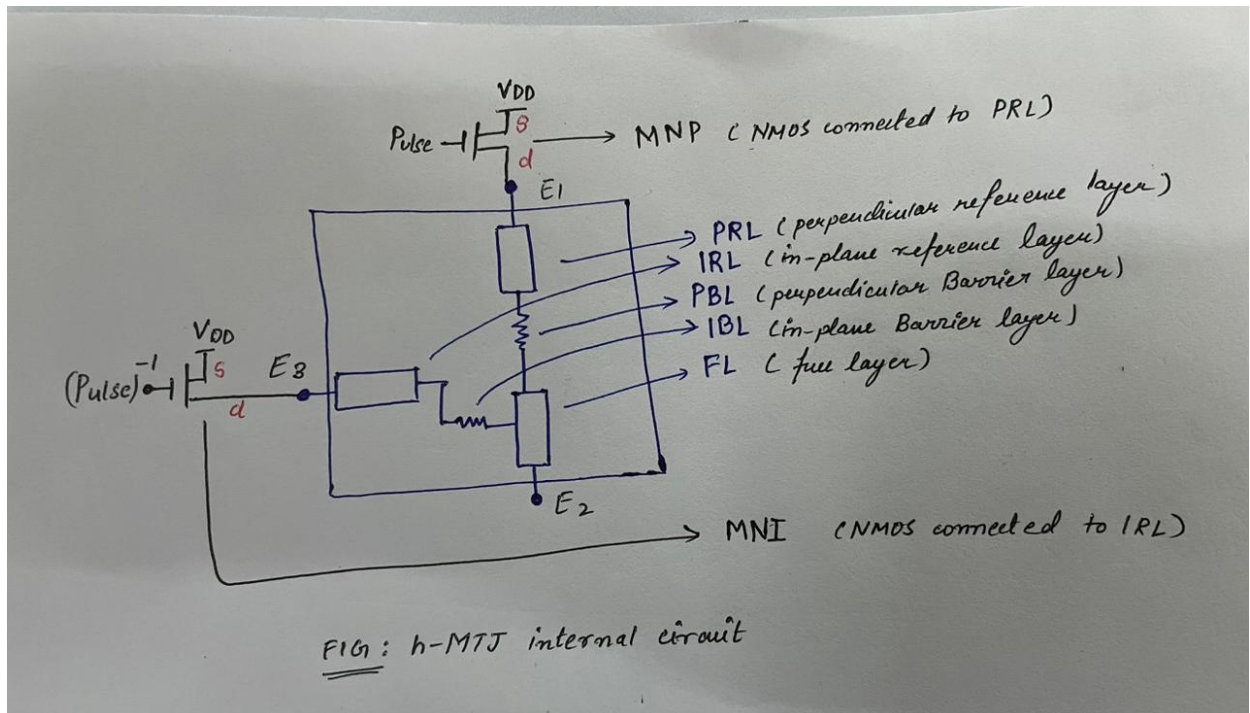 VDD
S
Pulse
d
MNP (NMOS connected to PRL)
E1
PRL (perpendicular reference layer)
IRL (in-plane reference layer)
PBL (perpendicular Barrier layer)
IBL (in-plane Barrier layer)
FL (free layer)
VDD
S
(Pulse)-1
d
E3
E2
MNI (NMOS connected to IRL)
FIG: h-MTJ internal circuit